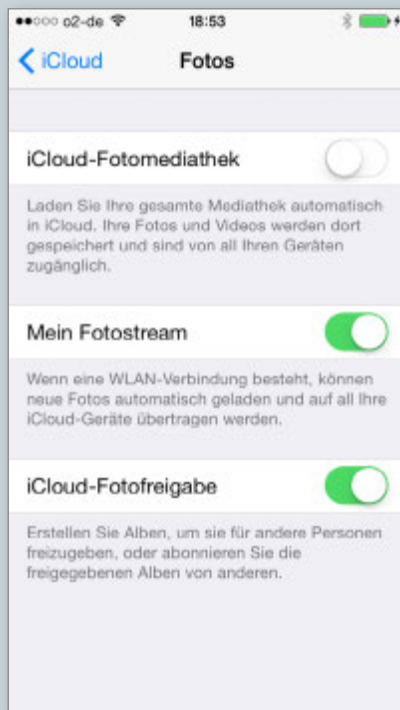 o2-de 18:53
iCloud Fotos
iCloud-Fotomediathek
Laden Sie Ihre gesamte Mediathek automatisch
in iCloud. Ihre Fotos und Videos werden dort
gespeichert und sind von all Ihren Geräten
zugänglich.
Mein Fotostream
Wenn eine WLAN-Verbindung besteht, können
neue Fotos automatisch geladen und auf all Ihre
iCloud-Geräte übertragen werden.
iCloud-Fotofreigabe
Erstellen Sie Alben, um sie für andere Personen
freizugeben, oder abonnieren Sie die
freigegebenen Alben von anderen.